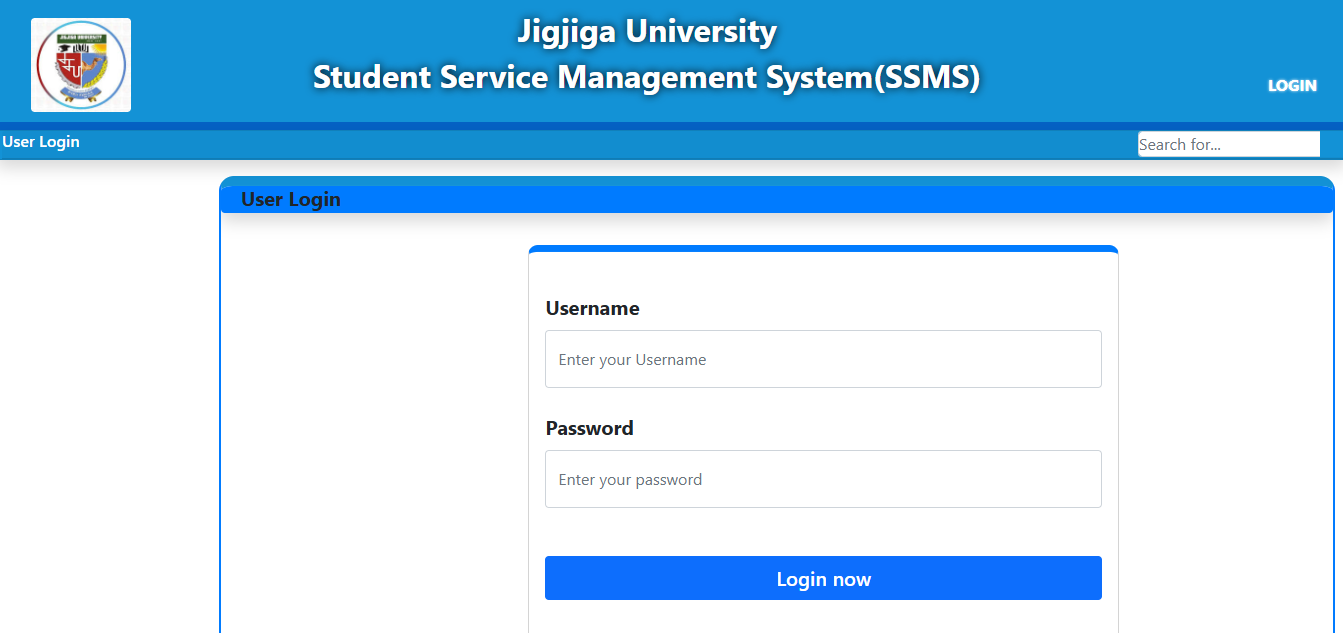 Jigjiga University
Student Service Management System(SSMS)
LOGIN
User Login
Search for...
User Login
Username
Enter your Username
Password
Enter your password
Login now